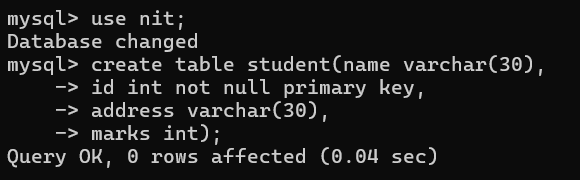 mysql> use nit;
Database changed
mysql> create table student(name varchar(30),
    -> id int not null primary key,
    -> address varchar(30),
    -> marks int);
Query OK, 0 rows affected (0.04 sec)